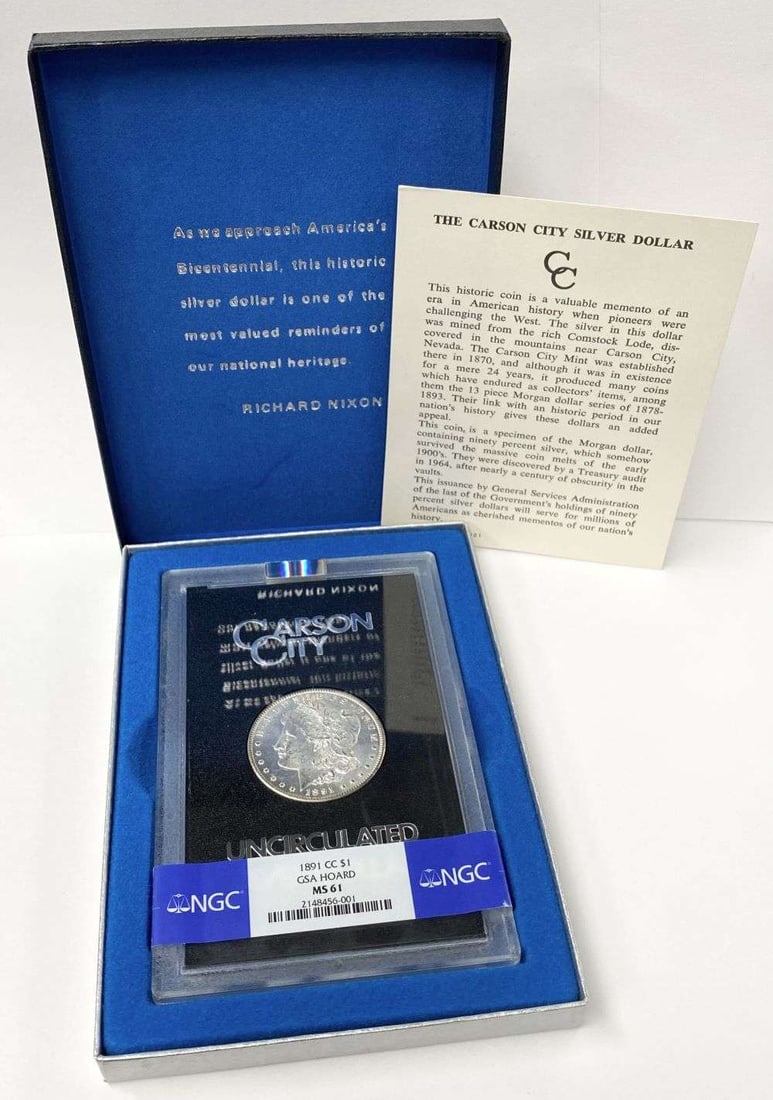 As we approach America's
Bicentennial, this historic
silver dollar is one of the
most valued reminders of
our national heritage.
RICHARD NIXON
THE CARSON CITY SILVER DOLLAR
CC
This historic coin is a valuable memento of an
era in American history when pioneers were
challenging the West. The silver in this dollar
was mined from the rich Comstock Lode, dis-
covered in the mountains near Carson City,
Nevada. The Carson City Mint was established
there in 1870, and although it was in existence
for a mere 24 years, it produced many coins
which have endured as collectors' items, among
them the 13 piece Morgan dollar series of 1878-
1893. Their link with an historic period in our
nation's history gives these dollars an added
appeal.
This coin, is a specimen of the Morgan dollar,
containing ninety percent silver, which somehow
survived the massive coin melts of the early
1900's. They were discovered by a Treasury audit
in 1964, after nearly a century of obscurity in the
vaults.
This issuance by General Services Administration
of the last of the Government's holdings of ninety
percent silver dollars will serve for millions of
Americans as cherished mementos of our nation's
history.
RICHARD NIXON
CARSON
CITY
1891
UNCIRCULATED
NGC
1891 CC $1
GSA HOARD
MS 61
2148456-001
NGC